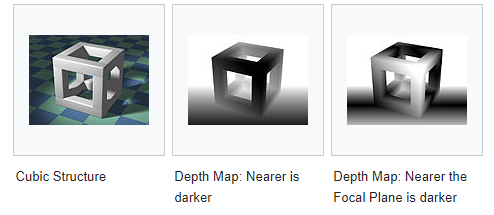 Cubic Structure
Depth Map: Nearer is
darker
Depth Map: Nearer the
Focal Plane is darker